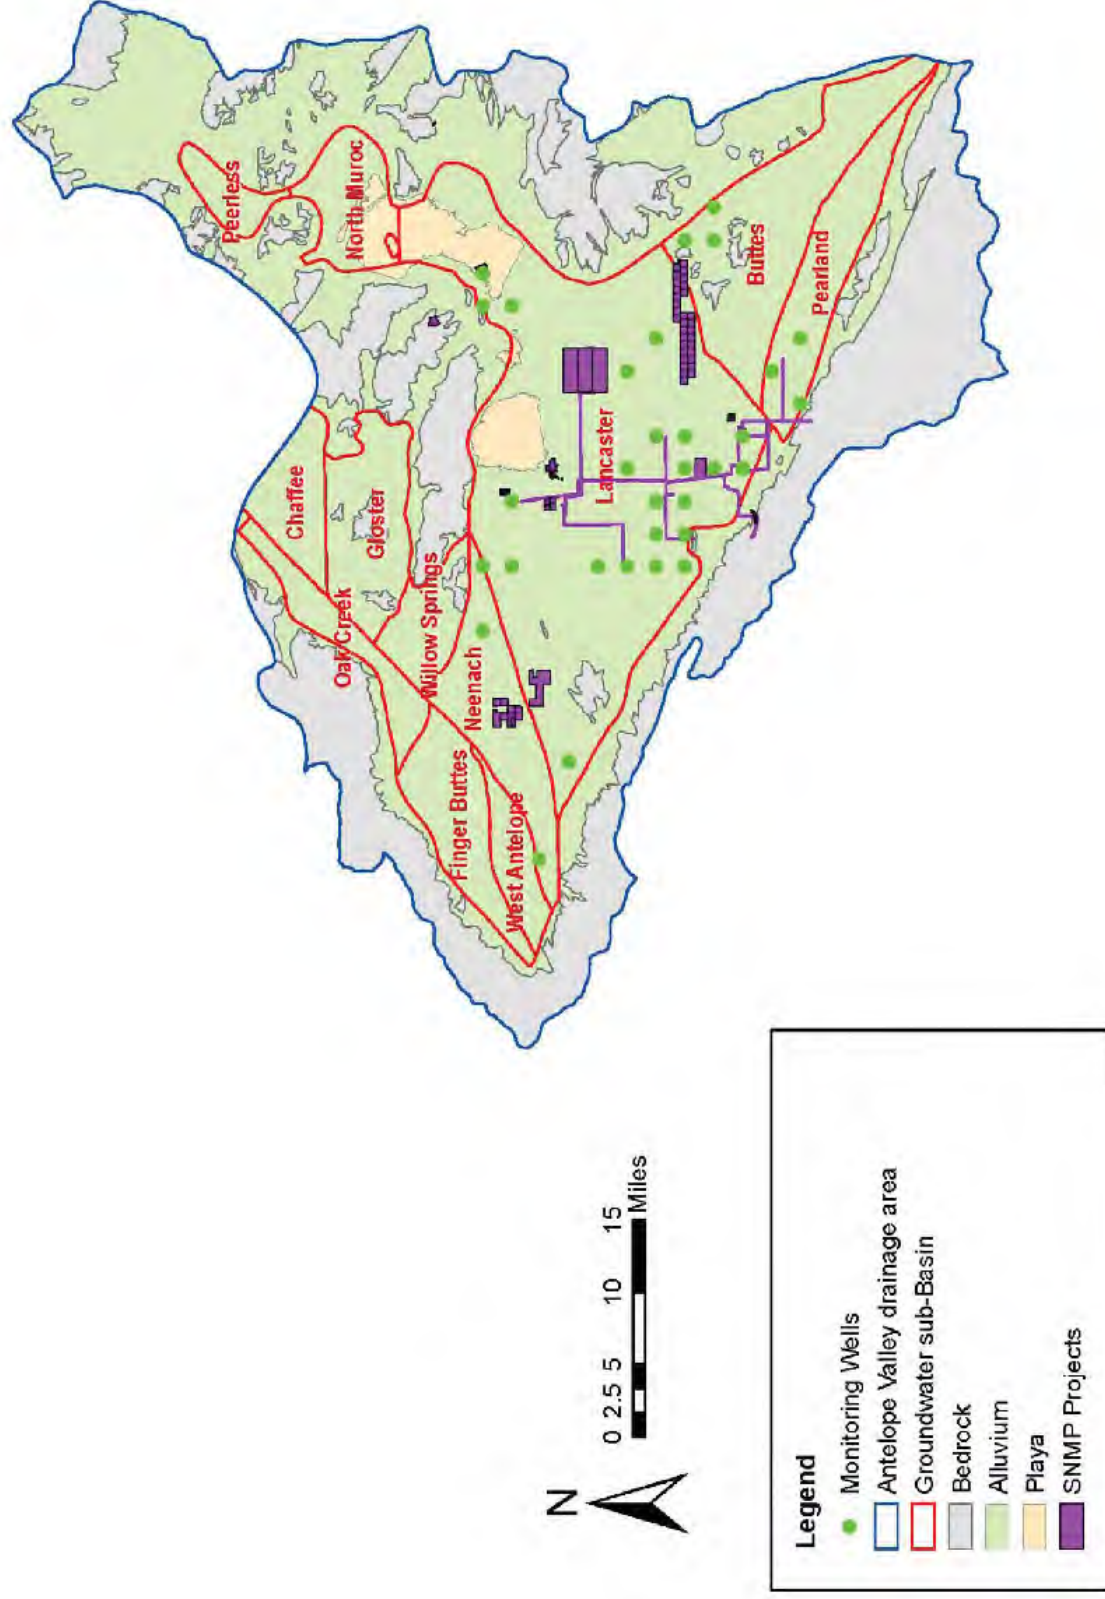 Peerless
North Muroc
Chaffee
Gloster
Oak Creek
Willow Springs
Neenach
Finger Buttes
West Antelope
Lancaster
Buttes
Pearland
N
0 2.5 5 10 15
Miles
Legend
Monitoring Wells
Antelope Valley drainage area
Groundwater sub-Basin
Bedrock
Alluvium
Playa
SNMP Projects